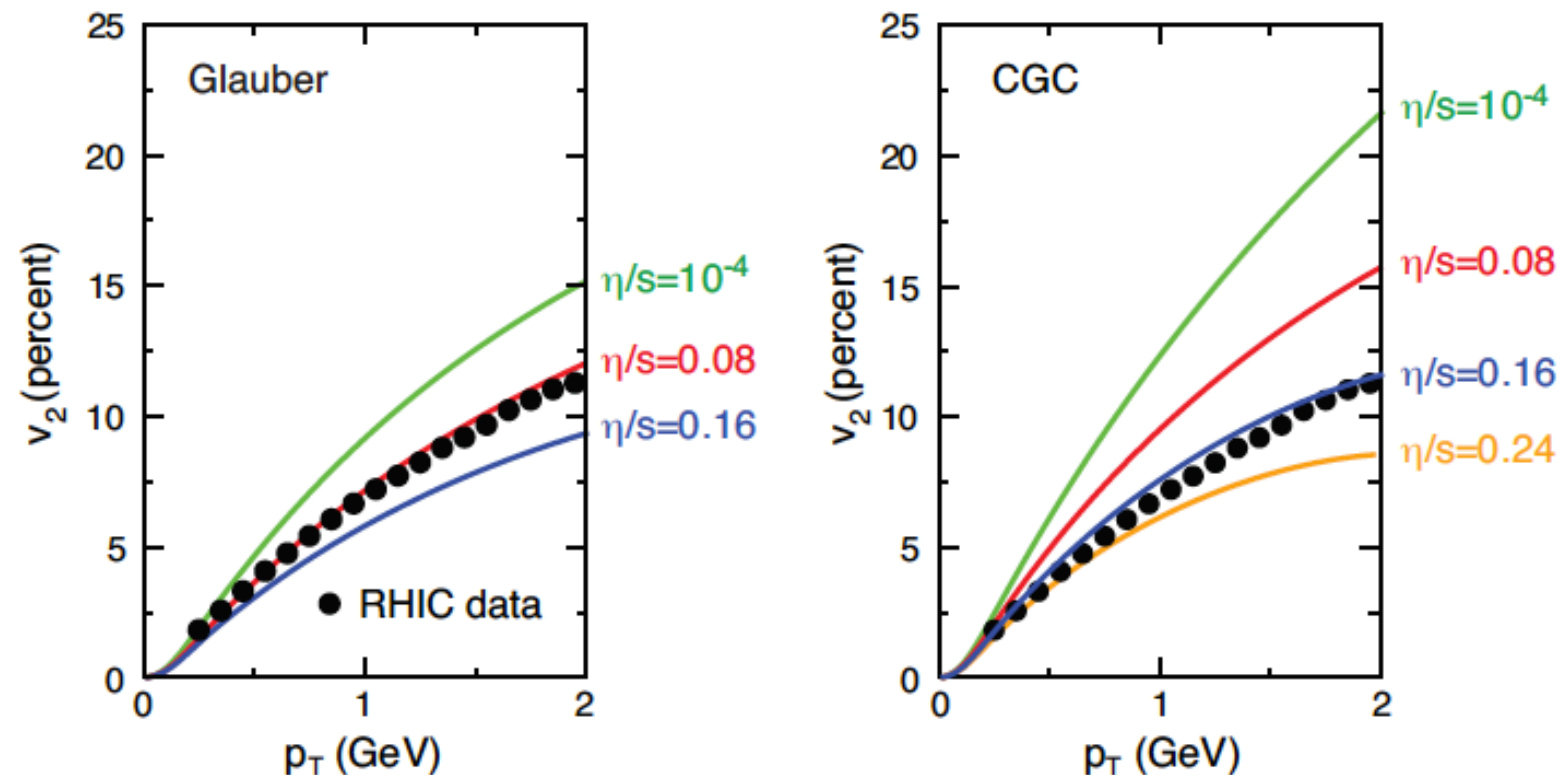 25
20
15
10
5
0
v₂ (percent)
Glauber
η/s=10⁻⁴
η/s=0.08
η/s=0.16
RHIC data
0 1 2
p_T (GeV)
25
20
15
10
5
0
v₂ (percent)
CGC
η/s=10⁻⁴
η/s=0.08
η/s=0.16
η/s=0.24
0 1 2
p_T (GeV)